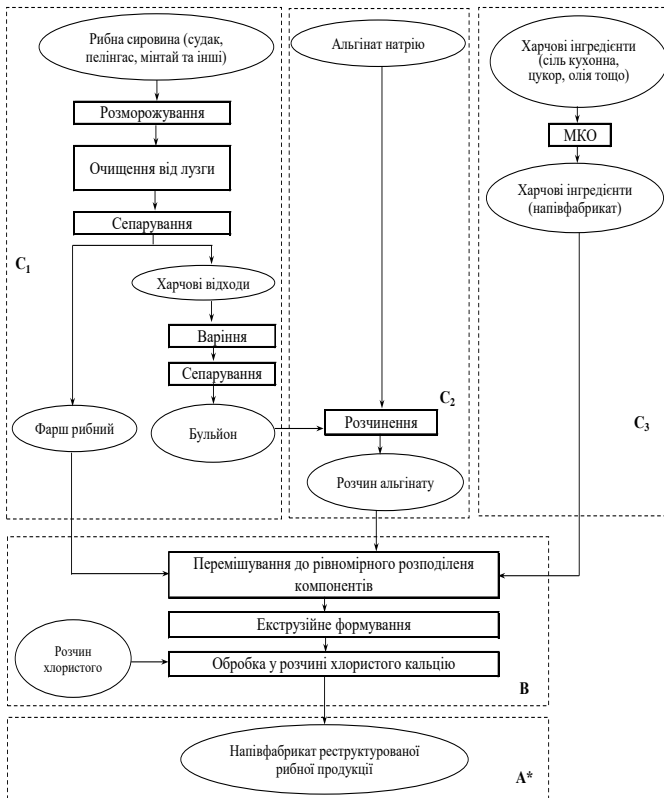 Рибна сировина (судак,
пелінгас, мінтай та інші)
Розморожування
Очищення від лузги
Сепарування
C1
Харчові відходи
Варіння
Сепарування
Фарш рибний
Бульйон
Альгінат натрію
C2
Розчинення
Розчин альгінату
Харчові інгредієнти
(сіль кухонна,
цукор, олія тощо)
МКО
Харчові інгредієнти
(напівфабрикат)
C3
Перемішування до рівномірного розподіленя
компонентів
Екструзійне формування
Розчин
хлористого
Обробка у розчині хлористого кальцію
B
Напівфабрикат реструктурованої
рибної продукції
A*